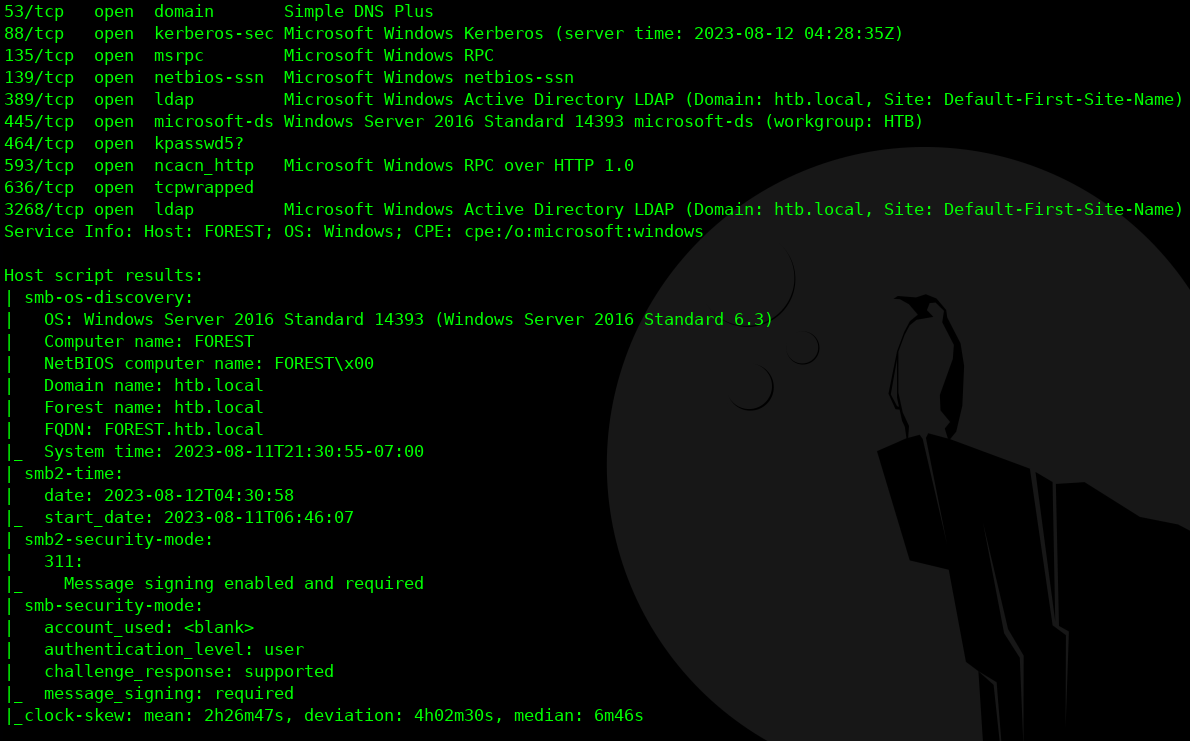 53/tcp   open  domain       Simple DNS Plus
88/tcp   open  kerberos-sec Microsoft Windows Kerberos (server time: 2023-08-12 04:28:35Z)
135/tcp  open  msrpc        Microsoft Windows RPC
139/tcp  open  netbios-ssn  Microsoft Windows netbios-ssn
389/tcp  open  ldap         Microsoft Windows Active Directory LDAP (Domain: htb.local, Site: Default-First-Site-Name)
445/tcp  open  microsoft-ds Windows Server 2016 Standard 14393 microsoft-ds (workgroup: HTB)
464/tcp  open  kpasswd5?
593/tcp  open  ncacn_http   Microsoft Windows RPC over HTTP 1.0
636/tcp  open  tcpwrapped
3268/tcp open  ldap         Microsoft Windows Active Directory LDAP (Domain: htb.local, Site: Default-First-Site-Name)
Service Info: Host: FOREST; OS: Windows; CPE: cpe:/o:microsoft:windows

Host script results:
| smb-os-discovery:
|   OS: Windows Server 2016 Standard 14393 (Windows Server 2016 Standard 6.3)
|   Computer name: FOREST
|   NetBIOS computer name: FOREST\x00
|   Domain name: htb.local
|   Forest name: htb.local
|   FQDN: FOREST.htb.local
|_  System time: 2023-08-11T21:30:55-07:00
| smb2-time:
|   date: 2023-08-12T04:30:58
|_  start_date: 2023-08-11T06:46:07
| smb2-security-mode:
|   311:
|_    Message signing enabled and required
| smb-security-mode:
|   account_used: <blank>
|   authentication_level: user
|   challenge_response: supported
|_  message_signing: required
|_clock-skew: mean: 2h26m47s, deviation: 4h02m30s, median: 6m46s